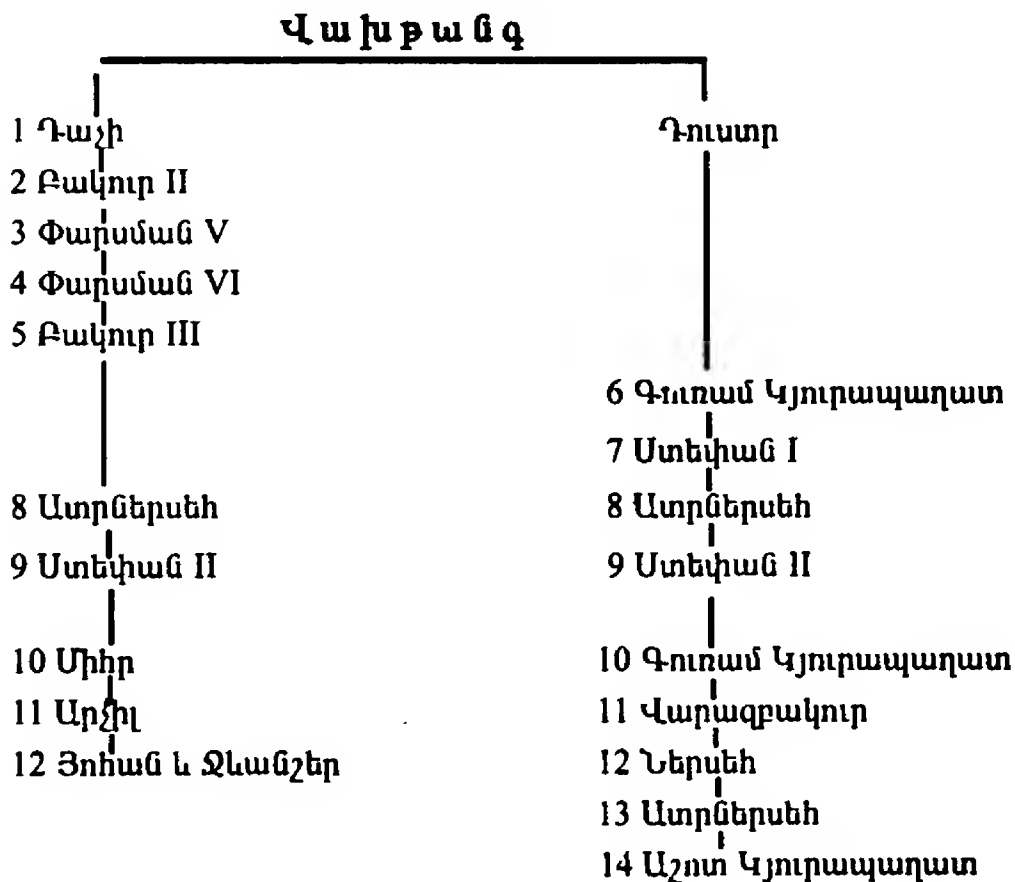 Վախթանգ
1 Դաչի
2 Բակուր II
3 Փարսման V
4 Փարսման VI
5 Բակուր III
8 Ատրներսեհ
9 Ստեփան II
10 Միհր
11 Արչիլ
12 Յոհան և Ջևանշեր
Դուստր
6 Գուռամ Կյուրապաղատ
7 Ստեփան I
8 Ատրներսեհ
9 Ստեփան II
10 Գուռամ Կյուրապաղատ
11 Վարազբակուր
12 Ներսեհ
13 Ատրներսեհ
14 Աշոտ Կյուրապաղատ